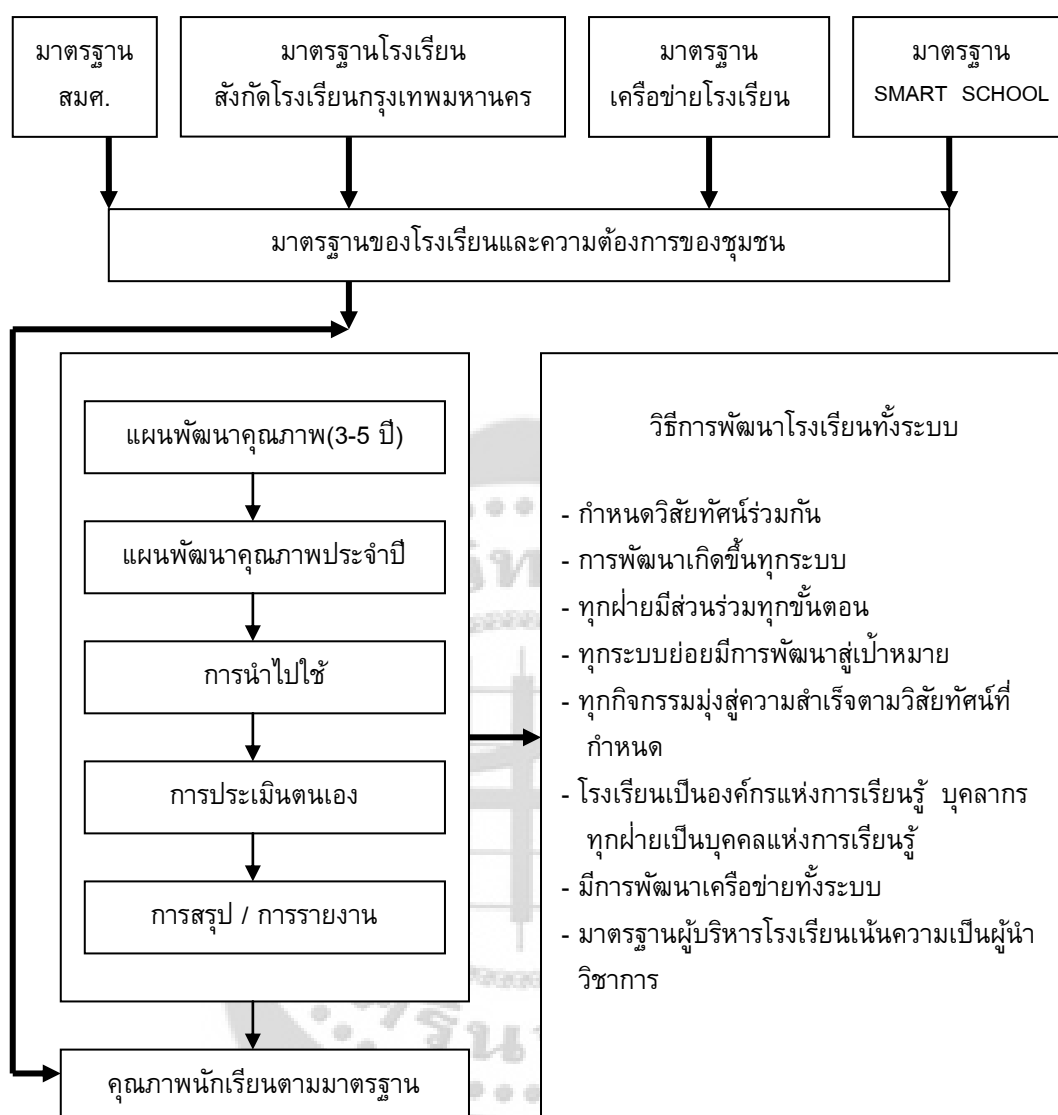 มาตรฐาน
สมศ.
มาตรฐานโรงเรียน
สังกัดโรงเรียนกรุงเทพมหานคร
มาตรฐาน
เครือข่ายโรงเรียน
มาตรฐาน
SMART SCHOOL
มาตรฐานของโรงเรียนและความต้องการของชุมชน
แผนพัฒนาคุณภาพ(3-5 ปี)
แผนพัฒนาคุณภาพประจำปี
การนำไปใช้
การประเมินตนเอง
การสรุป / การรายงาน
คุณภาพนักเรียนตามมาตรฐาน
วิธีการพัฒนาโรงเรียนทั้งระบบ
- กำหนดวิสัยทัศน์ร่วมกัน
- การพัฒนาเกิดขึ้นทุกระบบ
- ทุกฝ่ายมีส่วนร่วมทุกขั้นตอน
- ทุกระบบย่อยมีการพัฒนาสู่เป้าหมาย
- ทุกกิจกรรมมุ่งสู่ความสำเร็จตามวิสัยทัศน์ที่
กำหนด
- โรงเรียนเป็นองค์กรแห่งการเรียนรู้ บุคลากร
ทุกฝ่ายเป็นบุคคลแห่งการเรียนรู้
- มีการพัฒนาเครือข่ายทั้งระบบ
- มาตรฐานผู้บริหารโรงเรียนเน้นความเป็นผู้นำ
วิชาการ